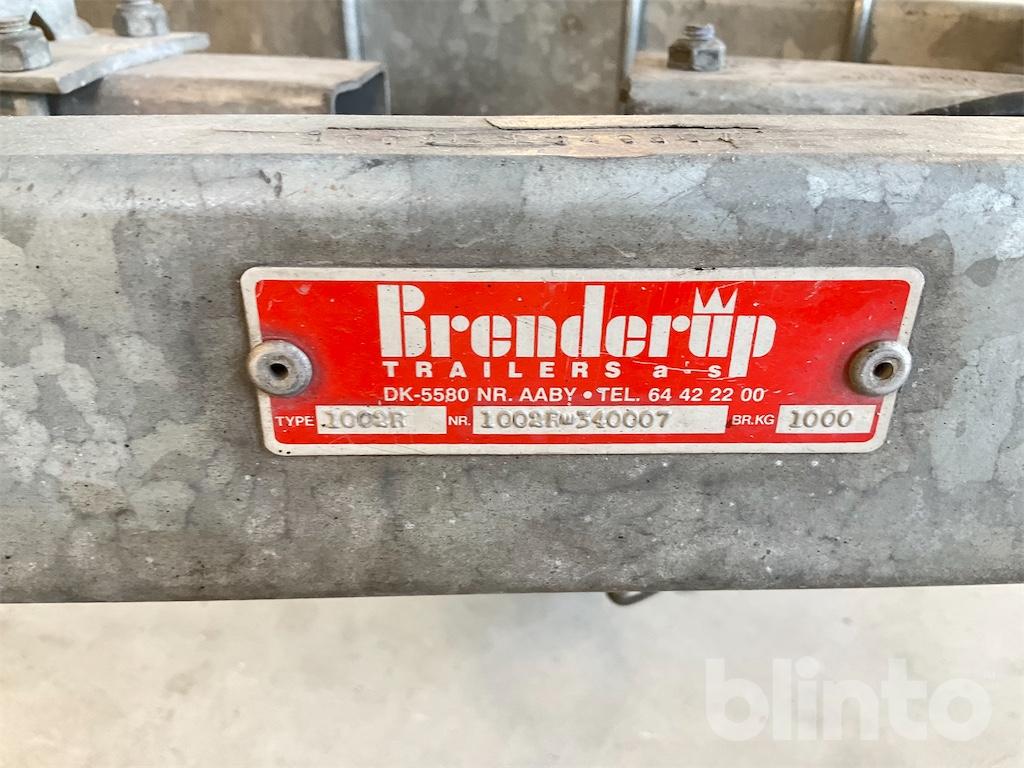 Brenderup
TRAILERS a·s
DK-5580 NR. AABY • TEL. 64 42 22 00
TYPE 1002R NR. 1002R-340007 BR.KG 1000
blinto